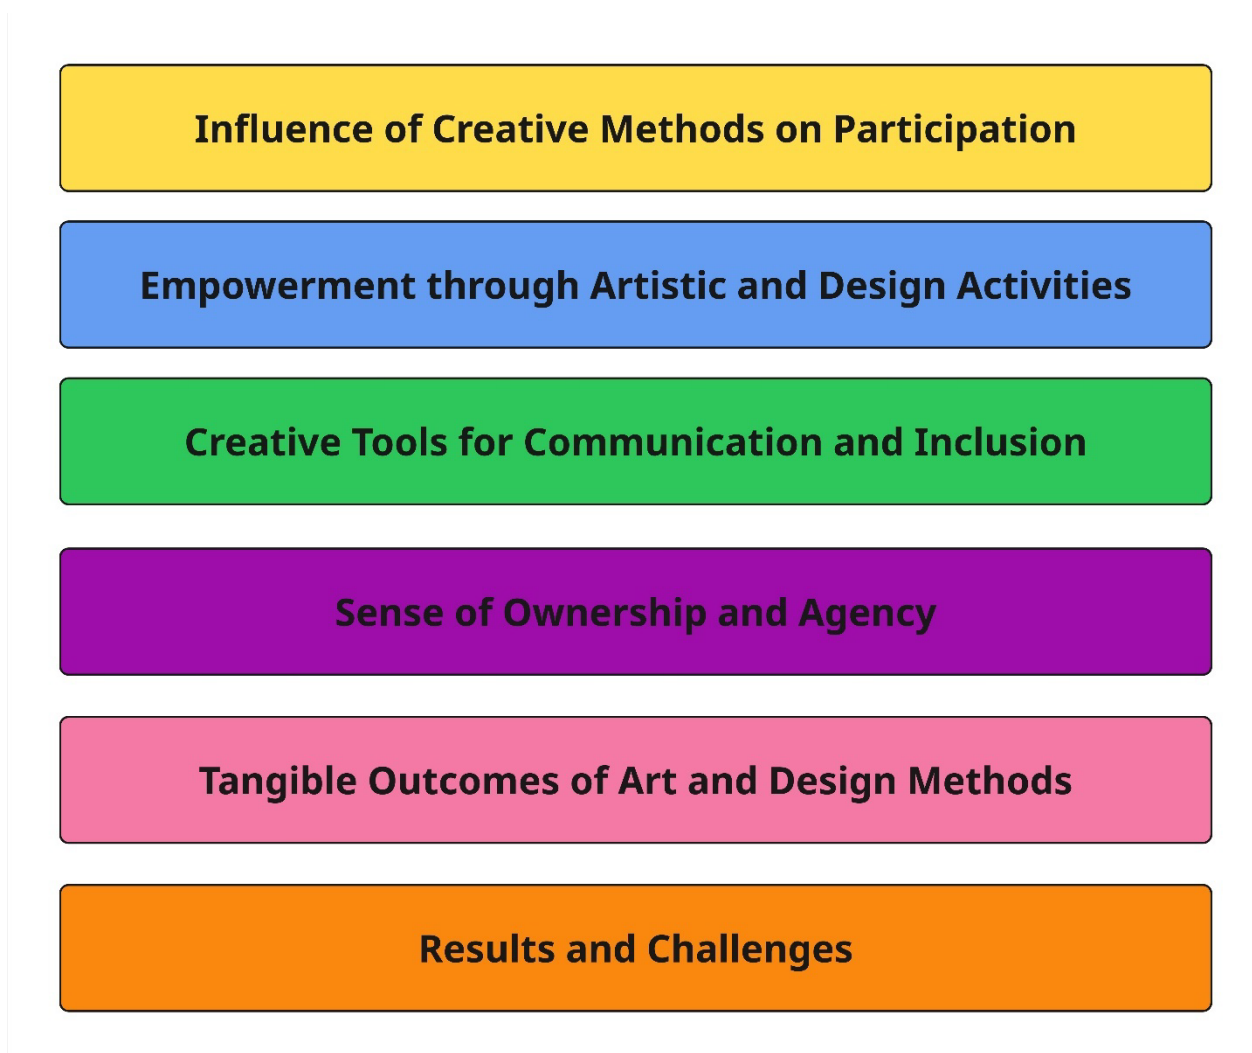 Influence of Creative Methods on Participation
Empowerment through Artistic and Design Activities
Creative Tools for Communication and Inclusion
Sense of Ownership and Agency
Tangible Outcomes of Art and Design Methods
Results and Challenges